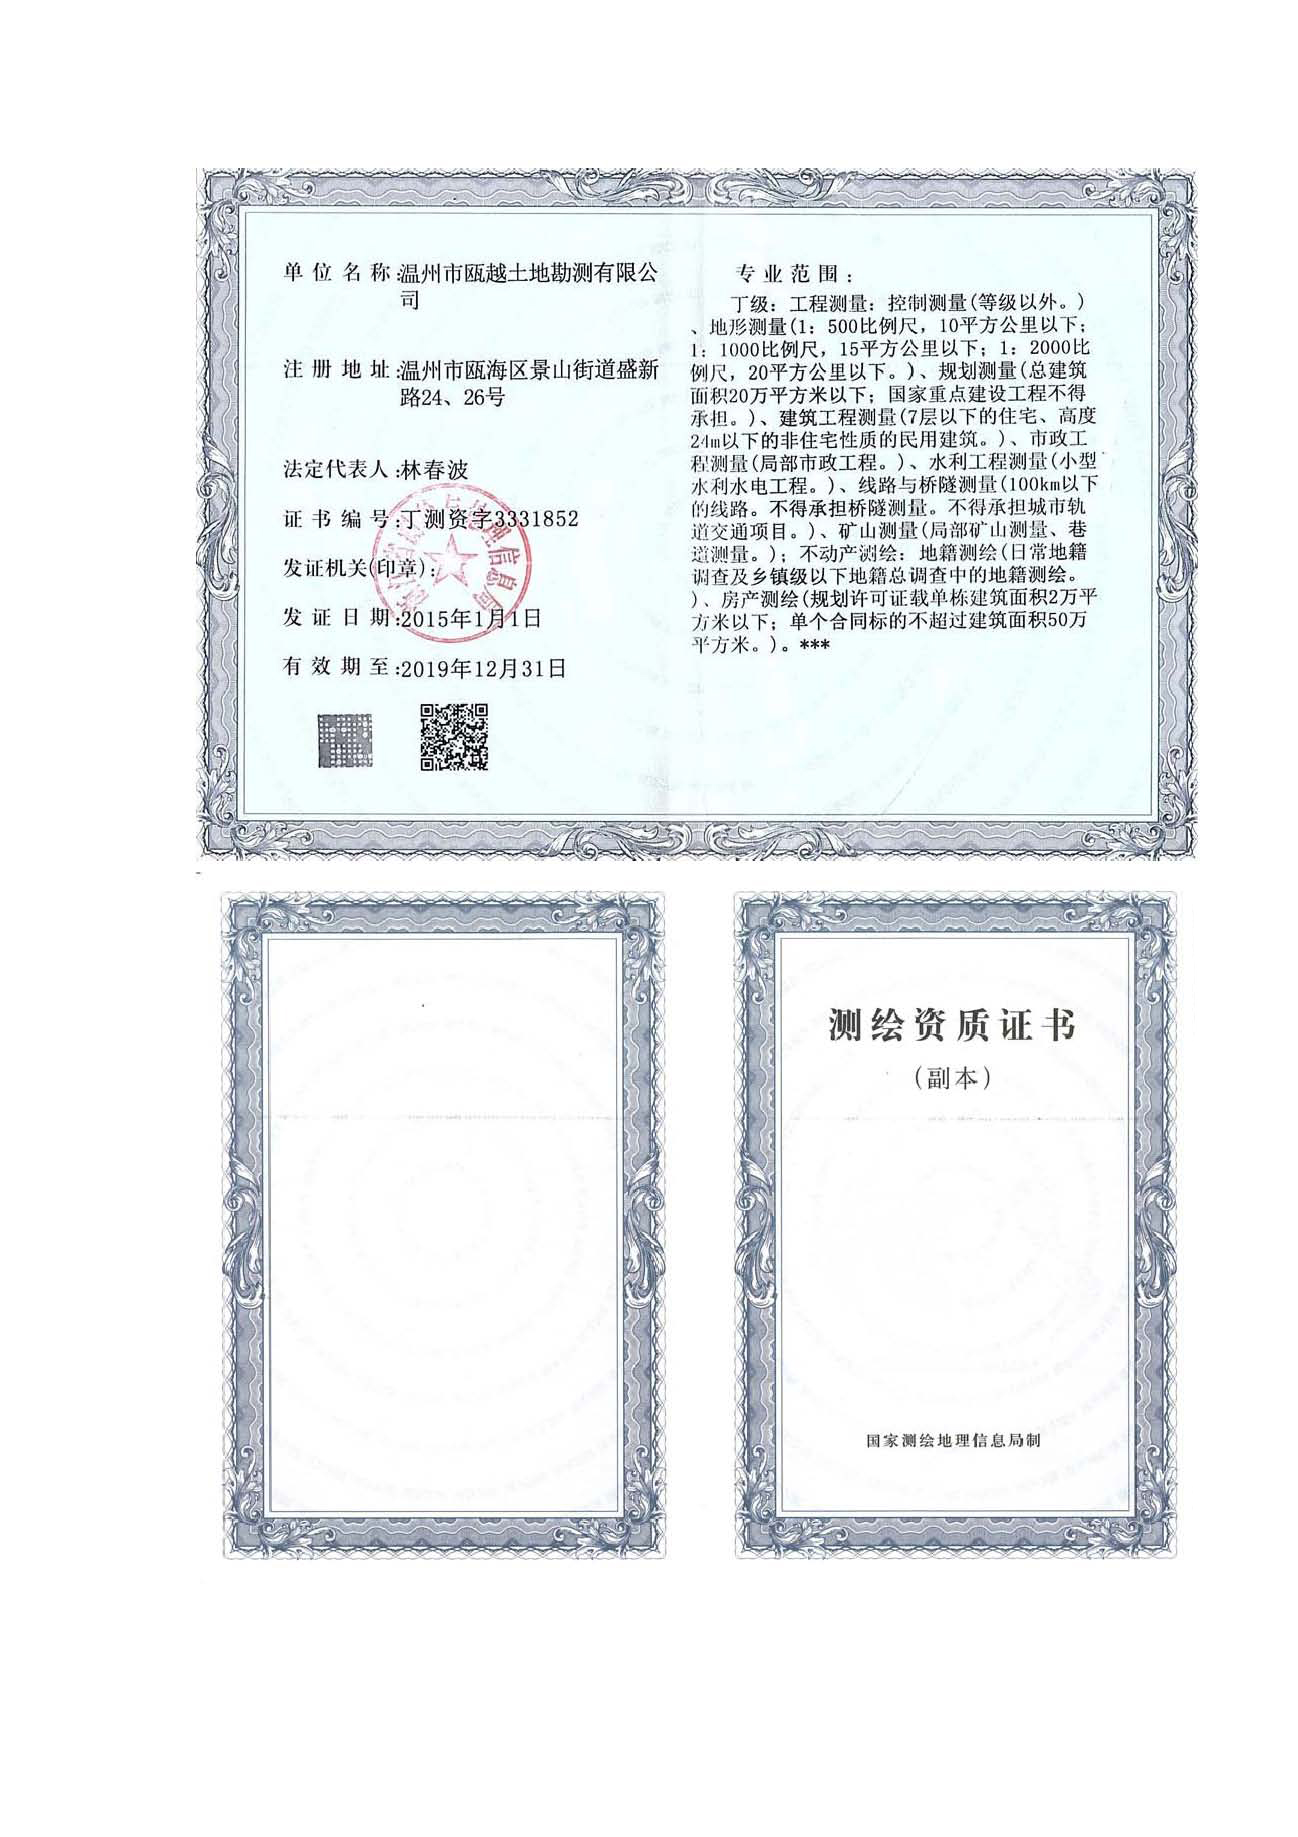 单位名称:温州市瓯越土地勘测有限公
司
注册地址:温州市瓯海区景山街道盛新
路24、26号
法定代表人:林春波
证书编号:丁测资字3331852
发证机关(印章):
发证日期:2015年1月1日
有效期至:2019年12月31日
专业范围:
丁级:工程测量:控制测量(等级以外。)
、地形测量(1:500比例尺,10平方公里以下;
1:1000比例尺,15平方公里以下;1:2000比
例尺,20平方公里以下。)、规划测量(总建筑
面积20万平方米以下;国家重点建设工程不得
承担。)、建筑工程测量(7层以下的住宅、高度
24m以下的非住宅性质的民用建筑。)、市政工
程测量(局部市政工程。)、水利工程测量(小型
水利水电工程。)、线路与桥隧测量(100km以下
的线路。不得承担桥隧测量。不得承担城市轨
道交通项目。)、矿山测量(局部矿山测量、巷
道测量。);不动产测绘:地籍测绘(日常地籍
调查及乡镇级以下地籍总调查中的地籍测绘。
)、房产测绘(规划许可证载单栋建筑面积2万平
方米以下;单个合同标的不超过建筑面积50万
平方米。)。***
测绘资质证书
(副本)
国家测绘地理信息局制